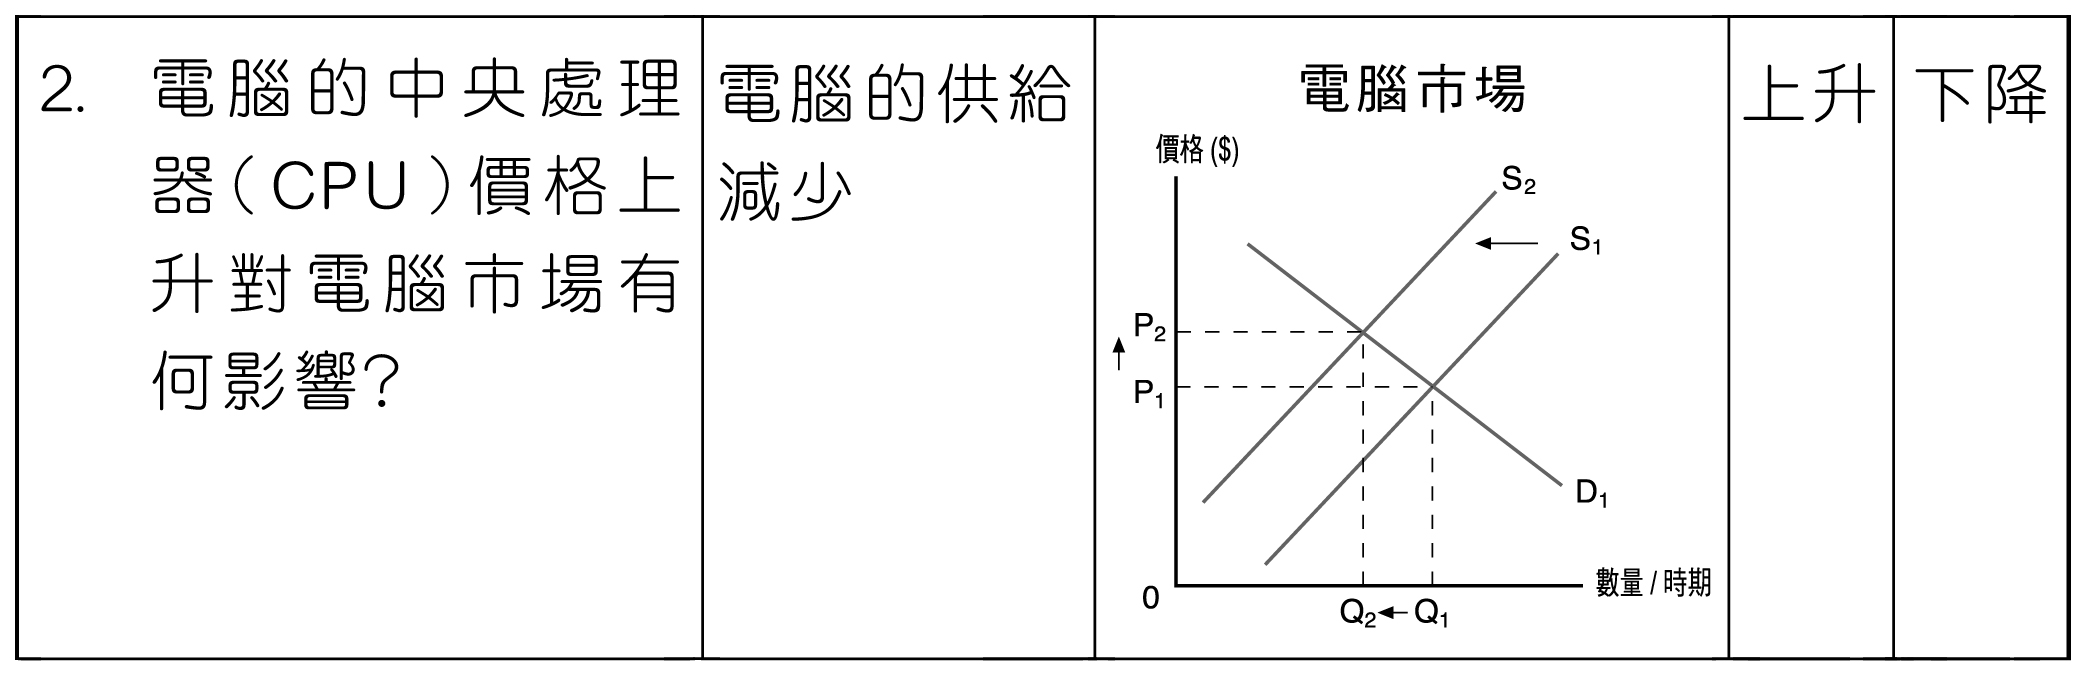 2. 電腦的中央處理
器(CPU)價格上
升對電腦市場有
何影響?
電腦的供給
減少
電腦市場
價格 ($)
S2
S1
P2
P1
D1
0
數量 / 時期
Q2 Q1
上升
下降